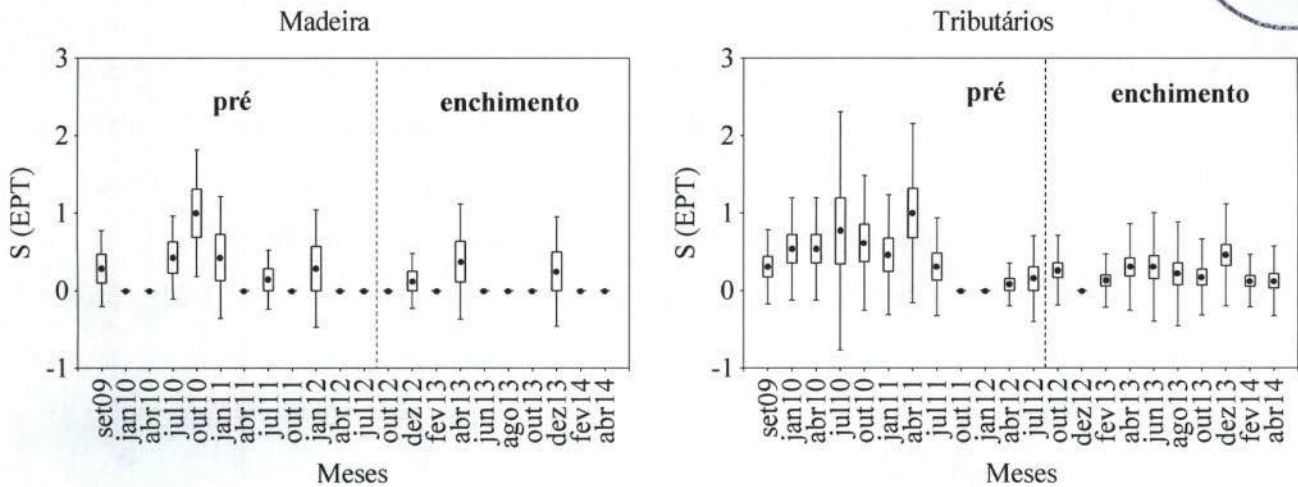 Madeira
3
2
1
0
-1
S (EPT)
pré
enchimento
set09
jan10
abr10
jul10
out10
jan11
abr11
jul11
out11
jan12
abr12
jul12
out12
dez12
fev13
abr13
jun13
ago13
out13
dez13
fev14
abr14
Meses
Tributários
3
2
1
0
-1
S (EPT)
pré
enchimento
set09
jan10
abr10
jul10
out10
jan11
abr11
jul11
out11
jan12
abr12
jul12
out12
dez12
fev13
abr13
jun13
ago13
out13
dez13
fev14
abr14
Meses